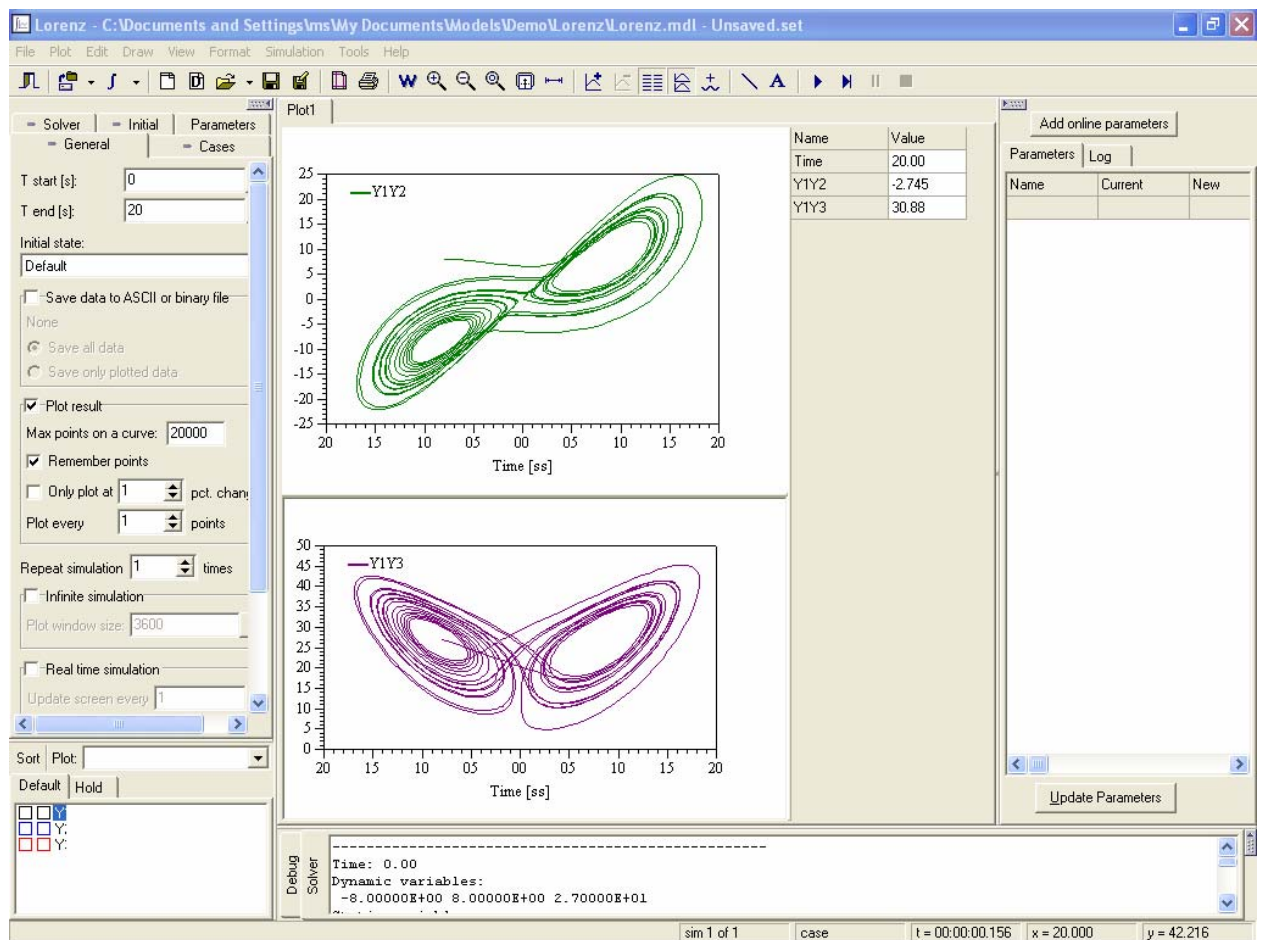 Lorenz - C:\Documents and Settings\ms\My Documents\Models\Demo\Lorenz\Lorenz.mdl - Unsaved.set
File Plot Edit Draw View Format Simulation Tools Help
Solver Initial Parameters
General Cases
T start [s]: 0
T end [s]: 20
Initial state:
Default
Save data to ASCII or binary file
None
Save all data
Save only plotted data
Plot result
Max points on a curve: 20000
Remember points
Only plot at 1 pct. chang
Plot every 1 points
Repeat simulation 1 times
Infinite simulation
Plot window size: 3600
Real time simulation
Update screen every 1
Sort Plot:
Default Hold
Y
Y
Y
Plot1
Y1Y2
25
20
15
10
5
0
-5
-10
-15
-20
-25
20 15 10 05 00 05 10 15 20
Time [ss]
Y1Y3
50
45
40
35
30
25
20
15
10
5
0
20 15 10 05 00 05 10 15 20
Time [ss]
Name Value
Time 20.00
Y1Y2 -2.745
Y1Y3 30.88
Add online parameters
Parameters Log
Name Current New
Update Parameters
Debug
Solver
Time: 0.00
Dynamic variables:
-8.00000E+00 8.00000E+00 2.70000E+01
sim 1 of 1 case t = 00:00:00.156 x = 20.000 y = 42.216